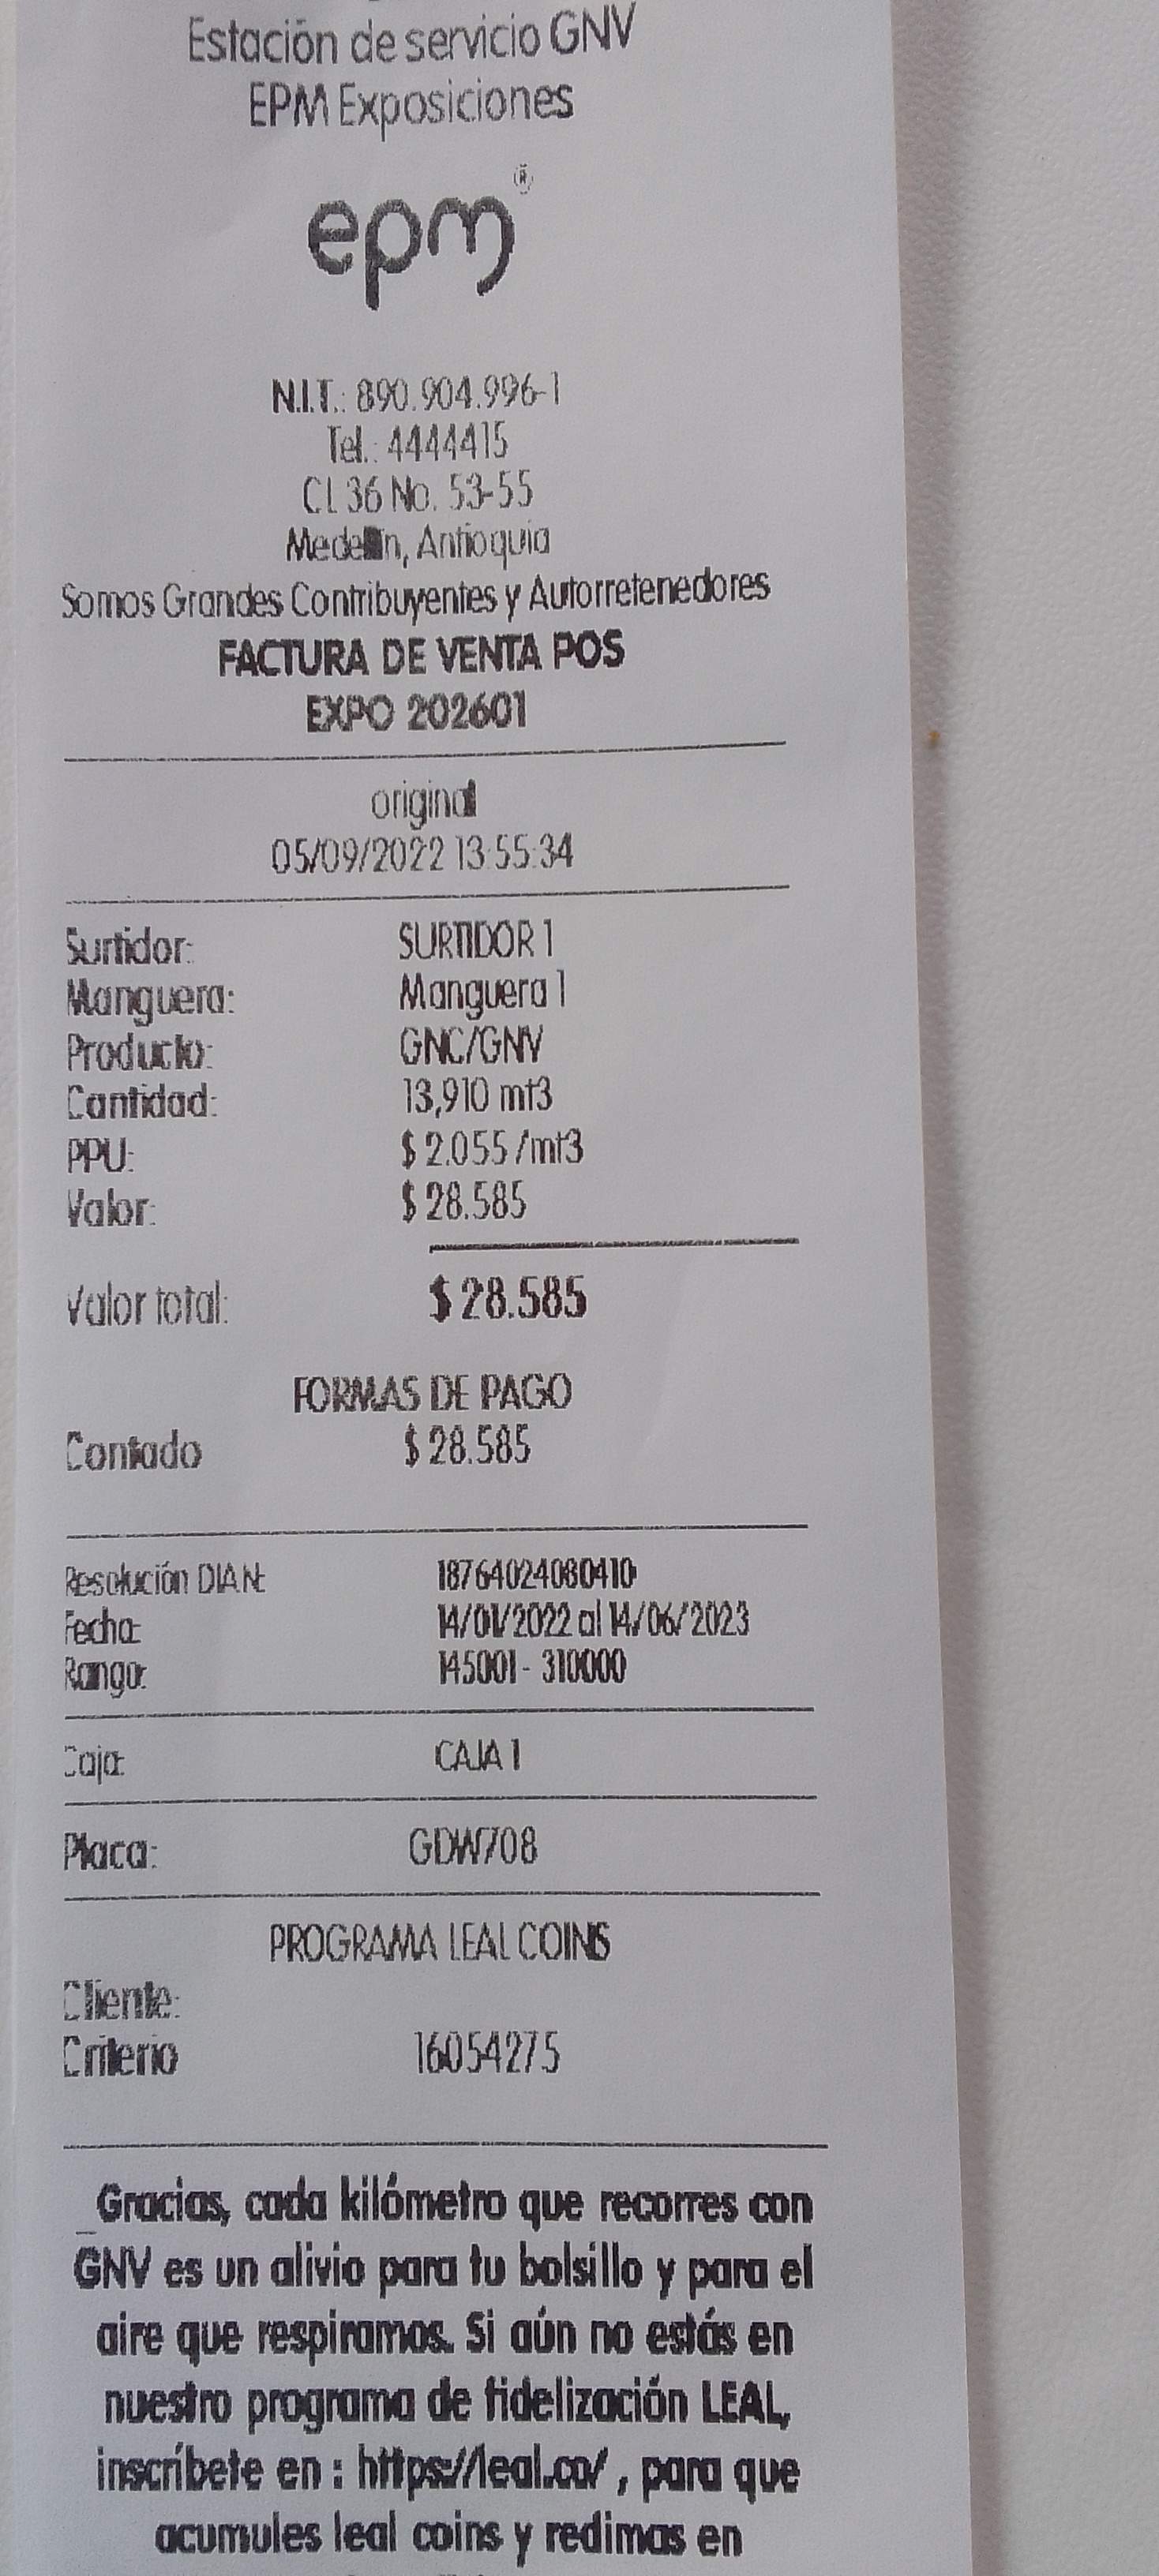 Estación de servicio GNV
EPM Exposiciones
epm®
N.I.T.: 890.904.996-1
Tel.: 4444415
CL 36 No. 53-55
Medellín, Antioquia
Somos Grandes Contribuyentes y Autorretenedores
FACTURA DE VENTA POS
EXPO 202601
original
05/09/2022 13:55:34
Surtidor: SURTIDOR 1
Manguera: Manguera 1
Producto: GNC/GNV
Cantidad: 13,910 mt3
PPU: $ 2.055 /mt3
Valor: $ 28.585
Valor total: $ 28.585
FORMAS DE PAGO
Contado $ 28.585
Resolución DIAN: 18764024080410
Fecha: 14/01/2022 al 14/06/2023
Rango: 145001 - 310000
Caja: CAJA 1
Placa: GDW708
PROGRAMA LEAL COINS
Cliente:
Criterio 16054275
_Gracias, cada kilómetro que recorres con
GNV es un alivio para tu bolsillo y para el
aire que respiramos. Si aún no estás en
nuestro programa de fidelización LEAL,
inscríbete en : https://leal.co/ , para que
acumules leal coins y redimas en